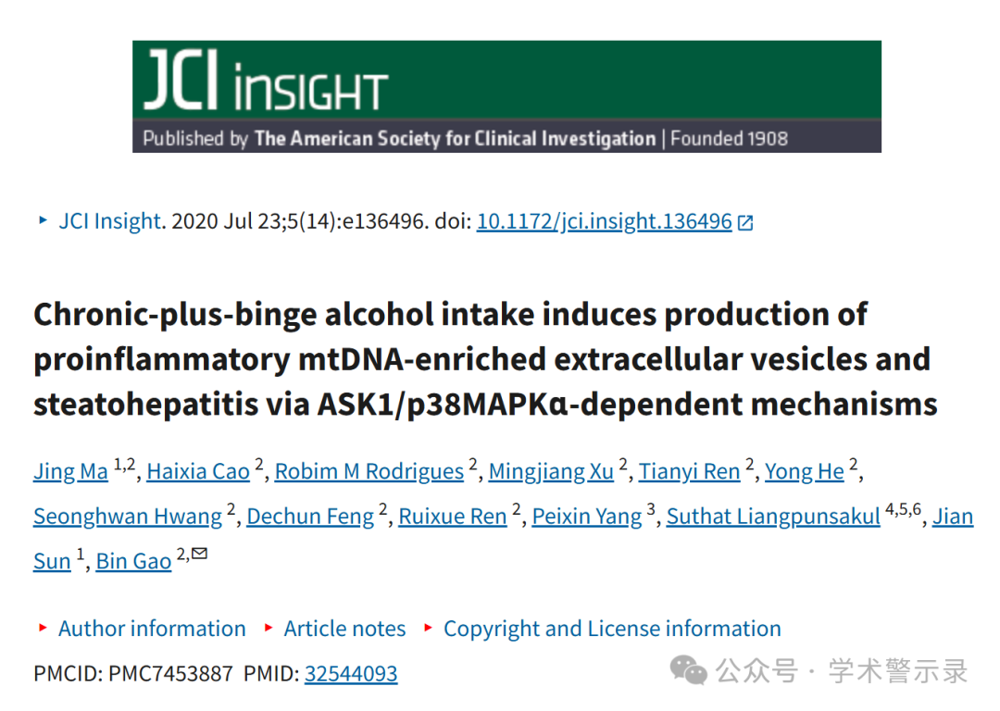 JCI INSIGHT
Published by The American Society for Clinical Investigation | Founded 1908
JCI Insight. 2020 Jul 23;5(14):e136496. doi: 10.1172/jci.insight.136496
Chronic-plus-binge alcohol intake induces production of
proinflammatory mtDNA-enriched extracellular vesicles and
steatohepatitis via ASK1/p38MAPKα-dependent mechanisms
Jing Ma 1,2, Haixia Cao 2, Robim M Rodrigues 2, Mingjiang Xu 2, Tianyi Ren 2, Yong He 2,
Seonghwan Hwang 2, Dechun Feng 2, Ruixue Ren 2, Peixin Yang 3, Suthat Liangpunsakul 4,5,6, Jian
Sun 1, Bin Gao 2,
Author information Article notes Copyright and License information
PMCID: PMC7453887 PMID: 32544093
公众号 · 学术警示录